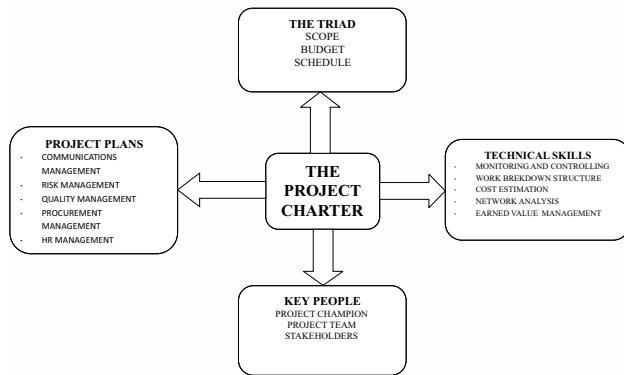 THE TRIAD
SCOPE
BUDGET
SCHEDULE
PROJECT PLANS
· COMMUNICATIONS
MANAGEMENT
· RISK MANAGEMENT
· QUALITY MANAGEMENT
· PROCUREMENT
MANAGEMENT
· HR MANAGEMENT
THE
PROJECT
CHARTER
TECHNICAL SKILLS
· MONITORING AND CONTROLLING
· WORK BREKDOWN STRUCTURE
· COST ESTIMATION
· NETWORK ANALYSIS
· EARNED VALUE MANAGEMENT
KEY PEOPLE
PROJECT CHAMPION
PROJECT TEAM
STAKEHOLDERS